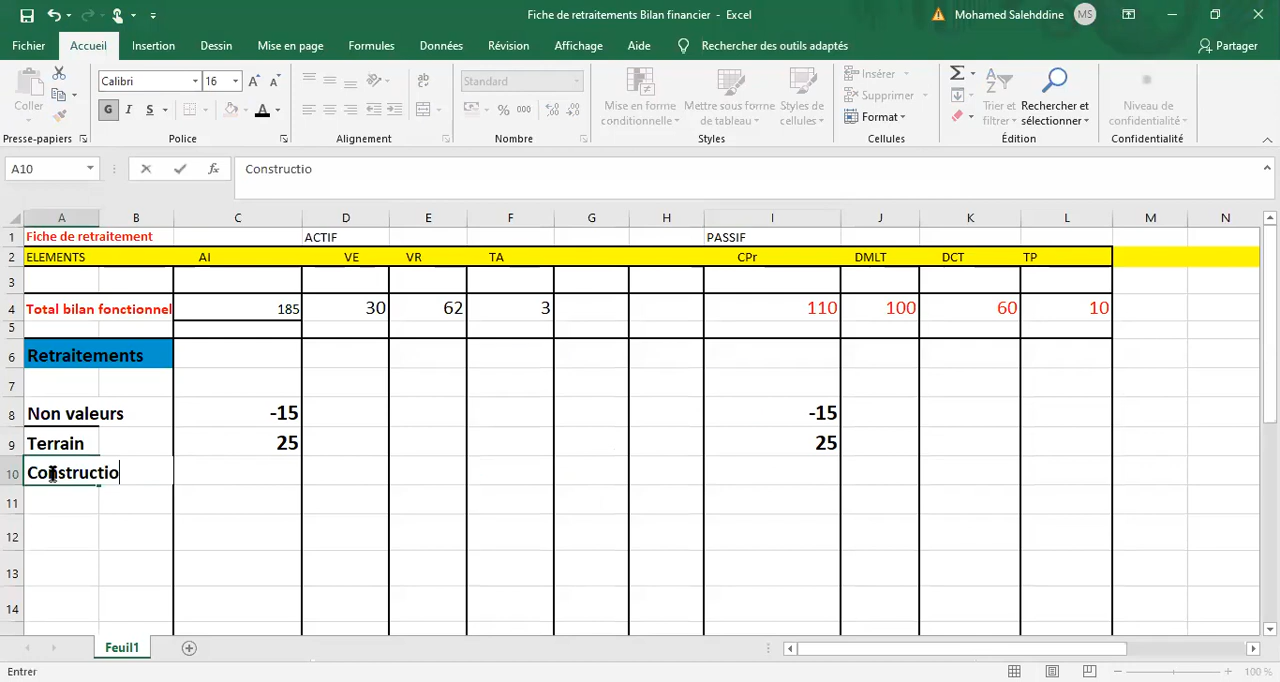 Fiche de retraitements Bilan financier - Excel
Mohamed Salehddine
MS
Fichier Accueil Insertion Dessin Mise en page Formules Données Révision Affichage Aide Rechercher des outils adaptés Partager
Coller
Calibri 16
G I S
Standard
% 000
Mise en forme conditionnelle
Mettre sous forme de tableau
Styles de cellules
Insérer
Supprimer
Format
Trier et filtrer
Rechercher et sélectionner
Niveau de confidentialité
Presse-papiers Police Alignement Nombre Styles Cellules Édition Confidentialité
A10 fx Constructio
A B C D E F G H I J K L M N
1 Fiche de retraitement ACTIF PASSIF
2 ELEMENTS AI VE VR TA CPr DMLT DCT TP
3
4 Total bilan fonctionnel 185 30 62 3 110 100 60 10
5
6 Retraitements
7
8 Non valeurs -15 -15
9 Terrain 25 25
10 Constructio
11
12
13
14
Feuil1
Entrer 100 %